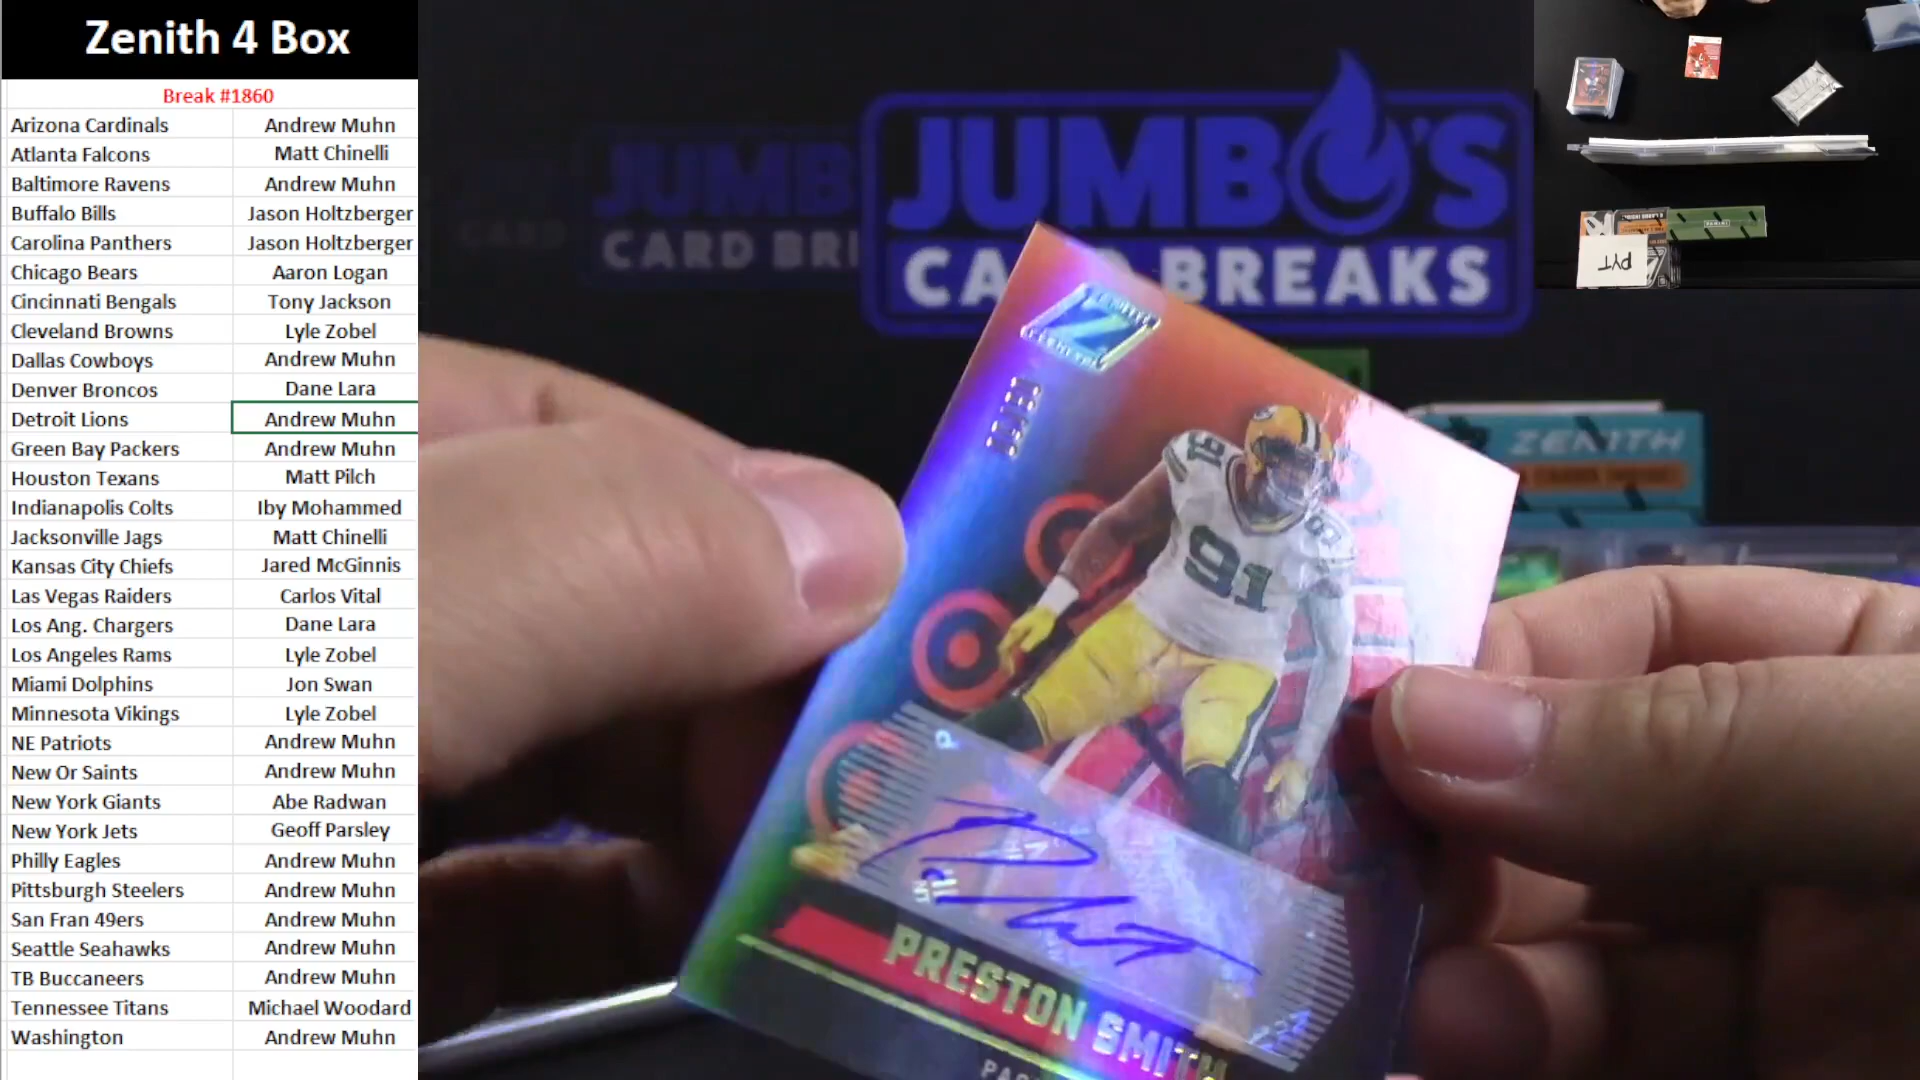 Zenith 4 Box
Break #1860
Arizona Cardinals Andrew Muhn
Atlanta Falcons Matt Chinelli
Baltimore Ravens Andrew Muhn
Buffalo Bills Jason Holtzberger
Carolina Panthers Jason Holtzberger
Chicago Bears Aaron Logan
Cincinnati Bengals Tony Jackson
Cleveland Browns Lyle Zobel
Dallas Cowboys Andrew Muhn
Denver Broncos Dane Lara
Detroit Lions Andrew Muhn
Green Bay Packers Andrew Muhn
Houston Texans Matt Pilch
Indianapolis Colts Iby Mohammed
Jacksonville Jags Matt Chinelli
Kansas City Chiefs Jared McGinnis
Las Vegas Raiders Carlos Vital
Los Ang. Chargers Dane Lara
Los Angeles Rams Lyle Zobel
Miami Dolphins Jon Swan
Minnesota Vikings Lyle Zobel
NE Patriots Andrew Muhn
New Or Saints Andrew Muhn
New York Giants Abe Radwan
New York Jets Geoff Parsley
Philly Eagles Andrew Muhn
Pittsburgh Steelers Andrew Muhn
San Fran 49ers Andrew Muhn
Seattle Seahawks Andrew Muhn
TB Buccaneers Andrew Muhn
Tennessee Titans Michael Woodard
Washington Andrew Muhn
JUMB
CARD BRE
JUMBO'S
CA BREAKS
Z
91
91
PRESTON SMITH
ZENITH
PYT